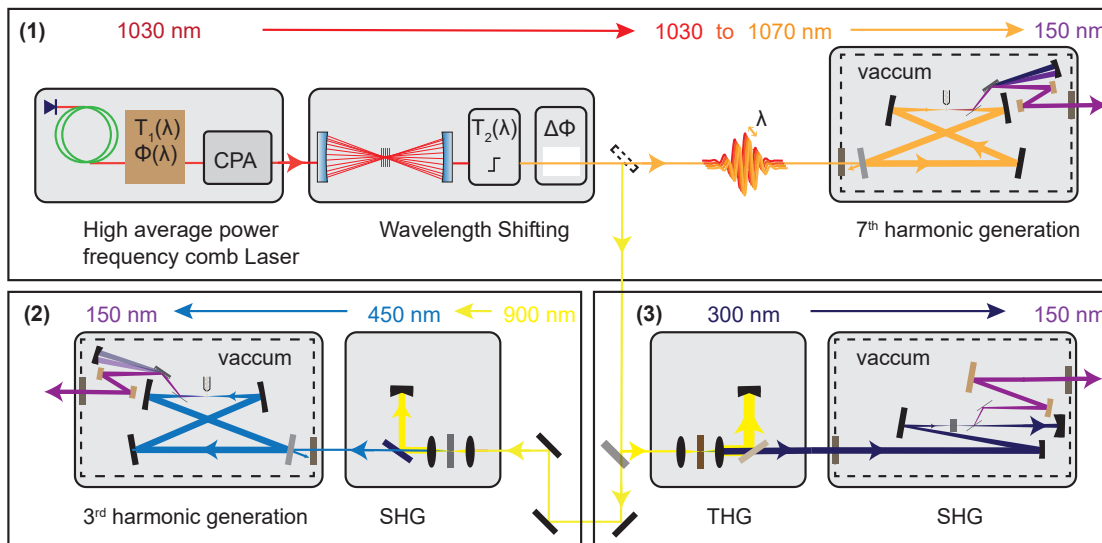 (1)
1030 nm
1030 to 1070nm
150 nm
T₁(λ)
Φ(λ)
CPA
T₂(λ)
ΔΦ
λ
vaccum
High average power
frequency comb Laser
Wavelength Shifting
7th harmonic generation
(2)
150 nm
450 nm
900 nm
vaccum
3rd harmonic generation
SHG
(3)
300 nm
150 nm
vaccum
THG
SHG